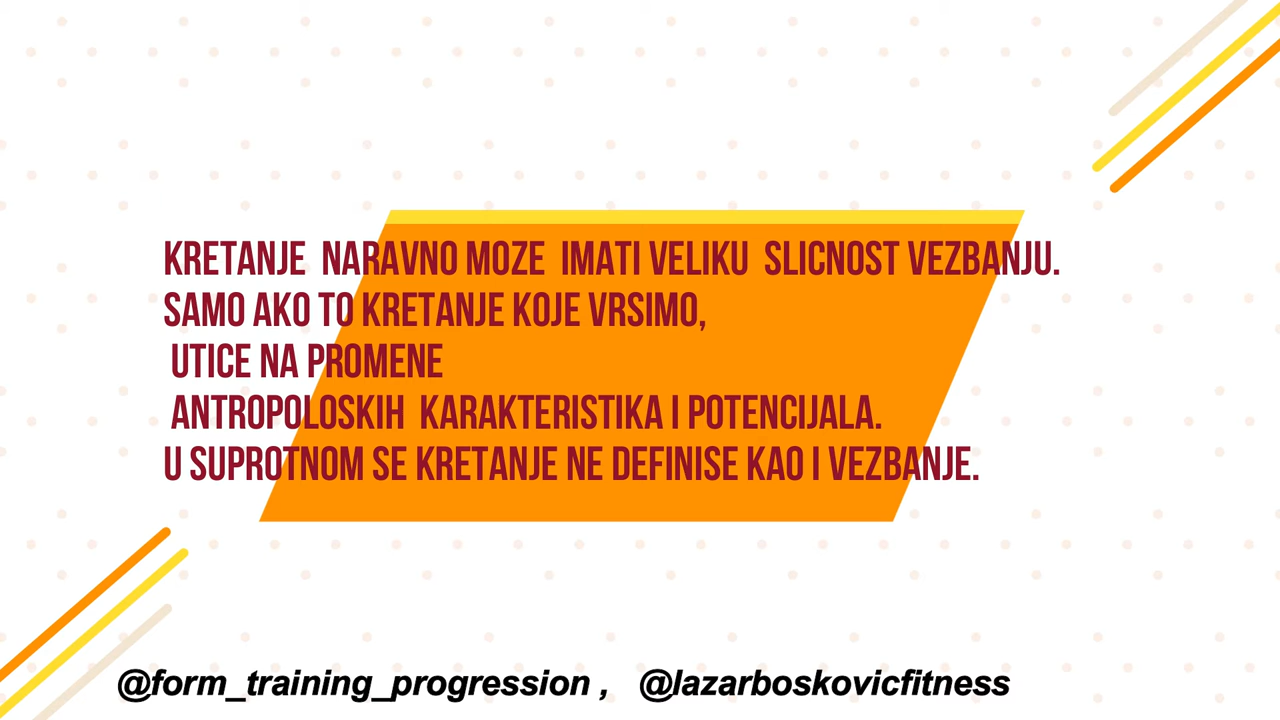 KRETANJE NARAVNO MOZE IMATI VELIKU SLICNOST VEZBANJU.
SAMO AKO TO KRETANJE KOJE VRSIMO,
UTICE NA PROMENE
ANTROPOLOSKIH KARAKTERISTIKA I POTENCIJALA.
U SUPROTNOM SE KRETANJE NE DEFINISE KAO I VEZBANJE.
@form_training_progression , @lazarboskovicfitness